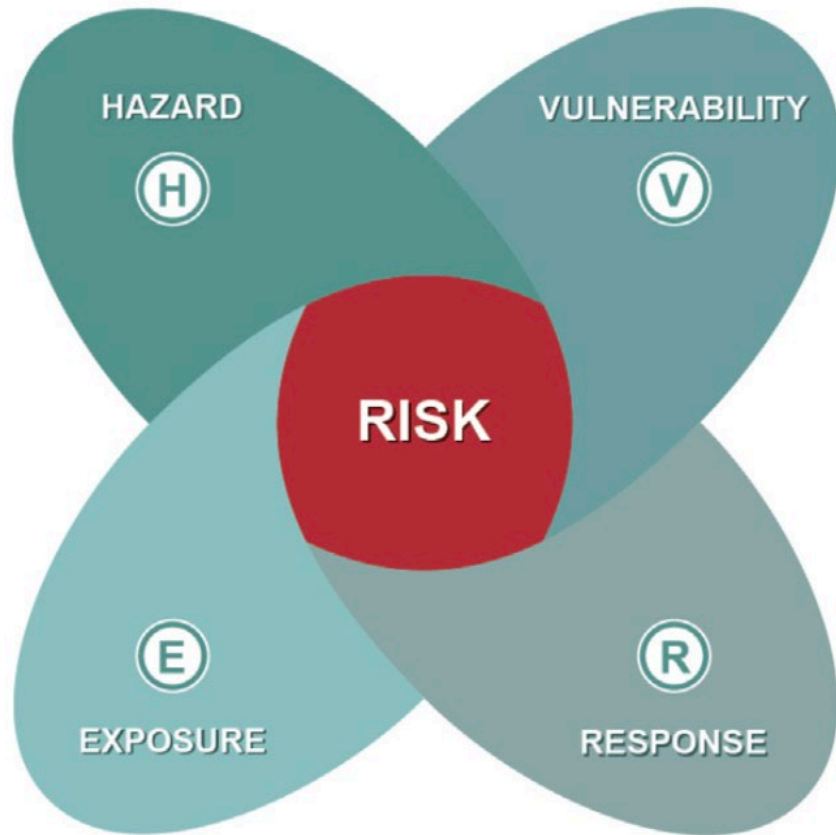 HAZARD
H
VULNERABILITY
V
RISK
E
EXPOSURE
R
RESPONSE